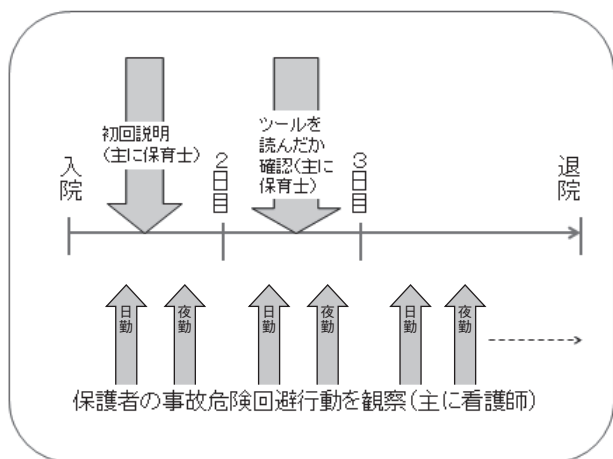 初回説明
(主に保育士)
ツールを
読んだか
確認(主に
保育士)
入院
2日目
3日目
退院
日勤
夜勤
日勤
夜勤
日勤
夜勤
保護者の事故危険回避行動を観察(主に看護師)